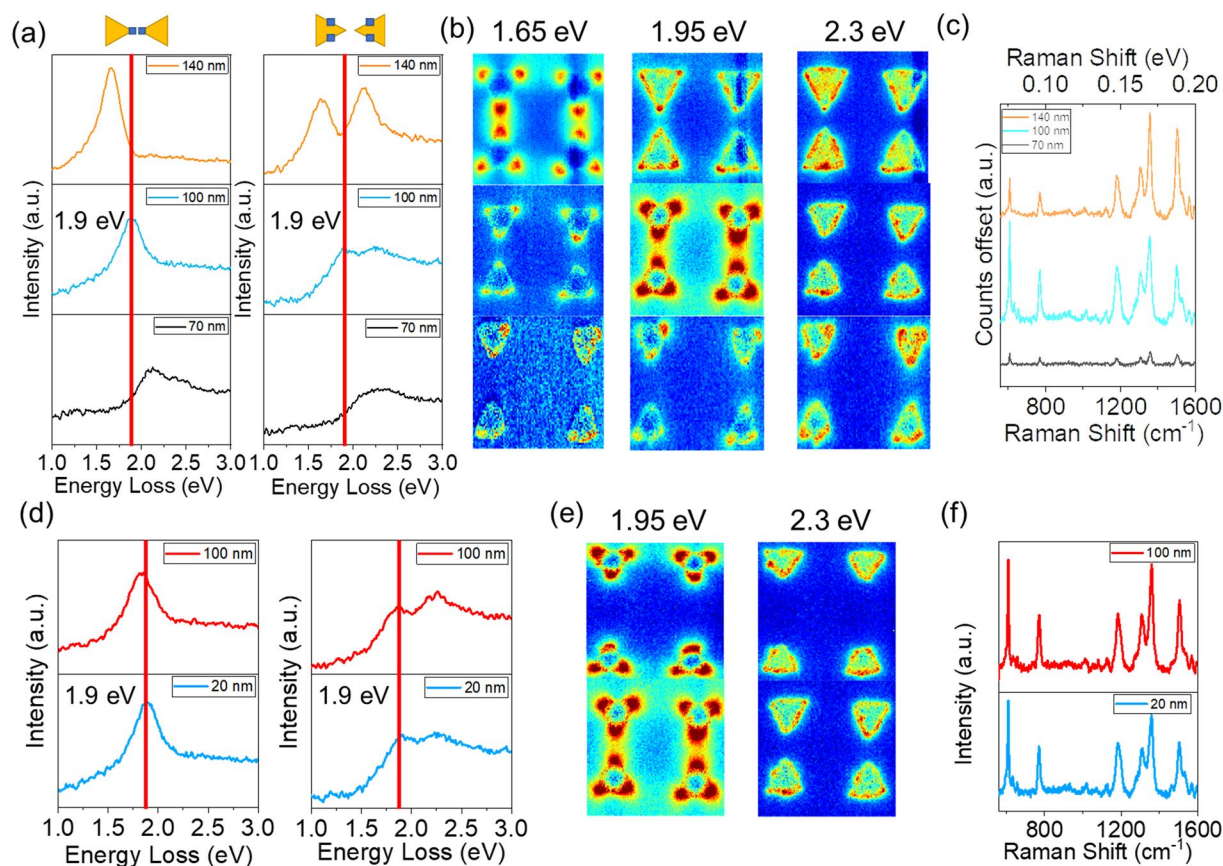 (a)
140 nm
100 nm
1.9 eV
70 nm
Intensity (a.u.)
1.0 1.5 2.0 2.5 3.0
Energy Loss (eV)
140 nm
100 nm
1.9 eV
70 nm
Intensity (a.u.)
1.0 1.5 2.0 2.5 3.0
Energy Loss (eV)
(b)
1.65 eV 1.95 eV 2.3 eV
(c)
Raman Shift (eV)
0.10 0.15 0.20
140 nm
100 nm
70 nm
Counts offset (a.u.)
800 1200 1600
Raman Shift (cm-1)
(d)
100 nm
1.9 eV
20 nm
Intensity (a.u.)
1.0 1.5 2.0 2.5 3.0
Energy Loss (eV)
100 nm
1.9 eV
20 nm
Intensity (a.u.)
1.0 1.5 2.0 2.5 3.0
Energy Loss (eV)
(e)
1.95 eV 2.3 eV
(f)
100 nm
20 nm
Intensity (a.u.)
800 1200 1600
Raman Shift (cm-1)